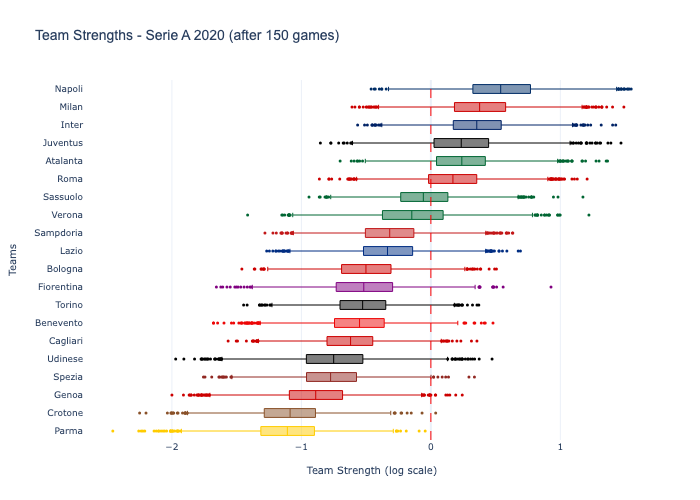 Team Strengths - Serie A 2020 (after 150 games)
Napoli
Milan
Inter
Juventus
Atalanta
Roma
Sassuolo
Verona
Sampdoria
Lazio
Bologna
Fiorentina
Torino
Benevento
Cagliari
Udinese
Spezia
Genoa
Crotone
Parma
Teams
−2 −1 0 1
Team Strength (log scale)